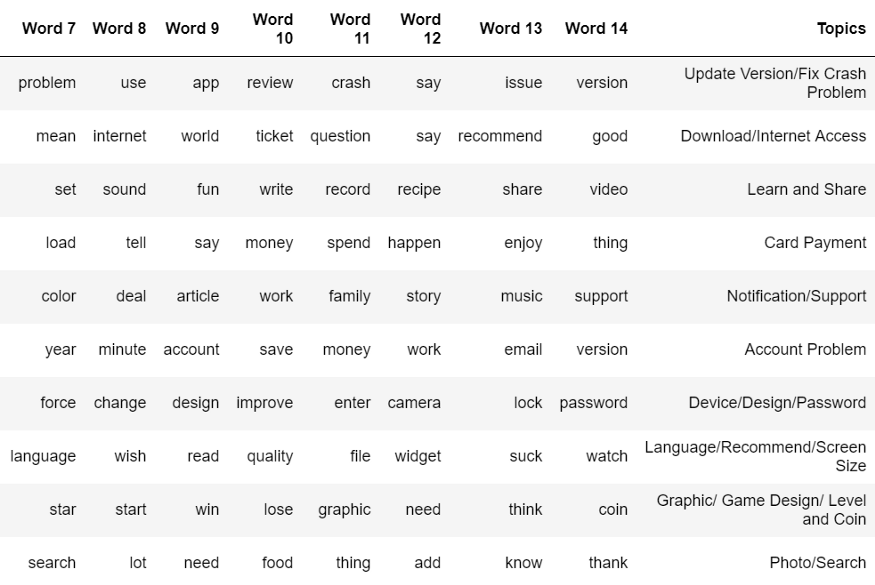 Word 7 Word 8 Word 9 Word 10 Word 11 Word 12 Word 13 Word 14 Topics
problem use app review crash say issue version Update Version/Fix Crash Problem
mean internet world ticket question say recommend good Download/Internet Access
set sound fun write record recipe share video Learn and Share
load tell say money spend happen enjoy thing Card Payment
color deal article work family story music support Notification/Support
year minute account save money work email version Account Problem
force change design improve enter camera lock password Device/Design/Password
language wish read quality file widget suck watch Language/Recommend/Screen Size
star start win lose graphic need think coin Graphic/ Game Design/ Level and Coin
search lot need food thing add know thank Photo/Search